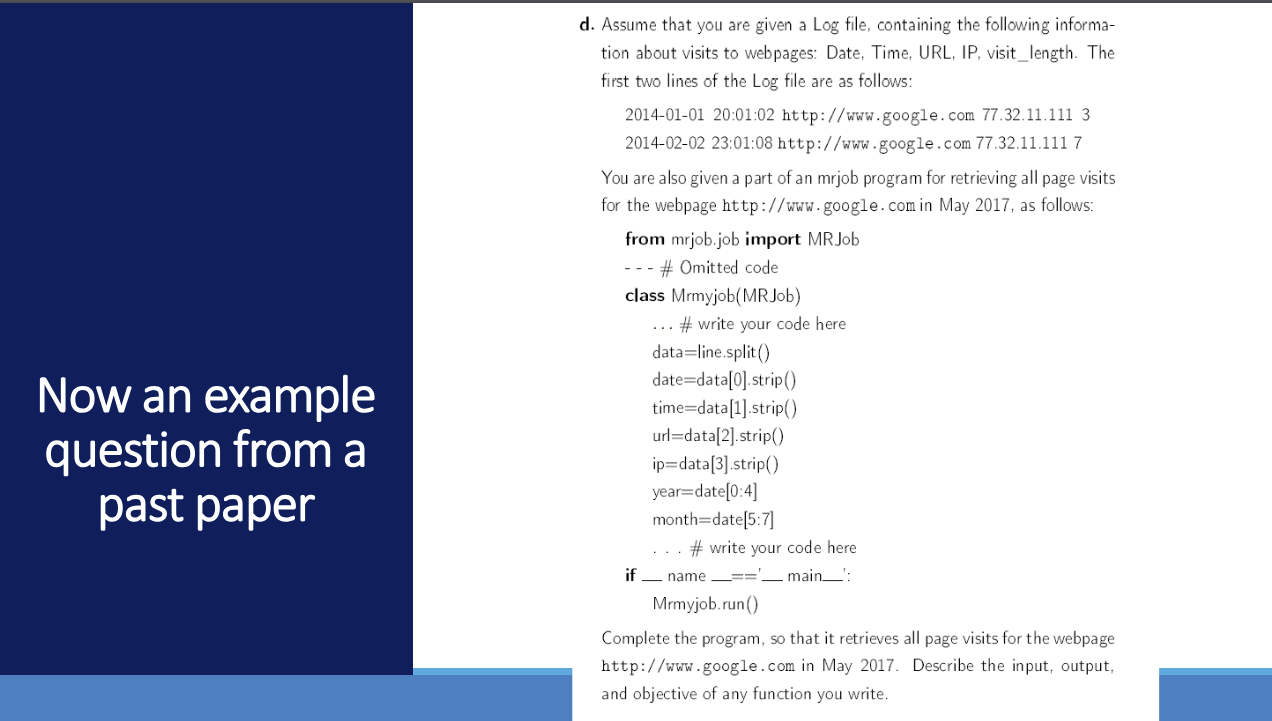 Now an example
question from a
past paper
d. Assume that you are given a Log file, containing the following informa-
tion about visits to webpages: Date, Time, URL, IP, visit_length. The
first two lines of the Log file are as follows:
2014-01-01 20:01:02 http://www.google.com 77.32.11.111 3
2014-02-02 23:01:08 http://www.google.com 77.32.11.111 7
You are also given a part of an mrjob program for retrieving all page visits
for the webpage http://www.google.com in May 2017, as follows:
from mrjob.job import MRJob
- - - # Omitted code
class Mrmyjob(MRJob)
... # write your code here
data=line.split()
date=data[0].strip()
time=data[1].strip()
url=data[2].strip()
ip=data[3].strip()
year=date[0:4]
month=date[5:7]
. . . # write your code here
if __ name __=='__ main__':
Mrmyjob.run()
Complete the program, so that it retrieves all page visits for the webpage
http://www.google.com in May 2017. Describe the input, output,
and objective of any function you write.